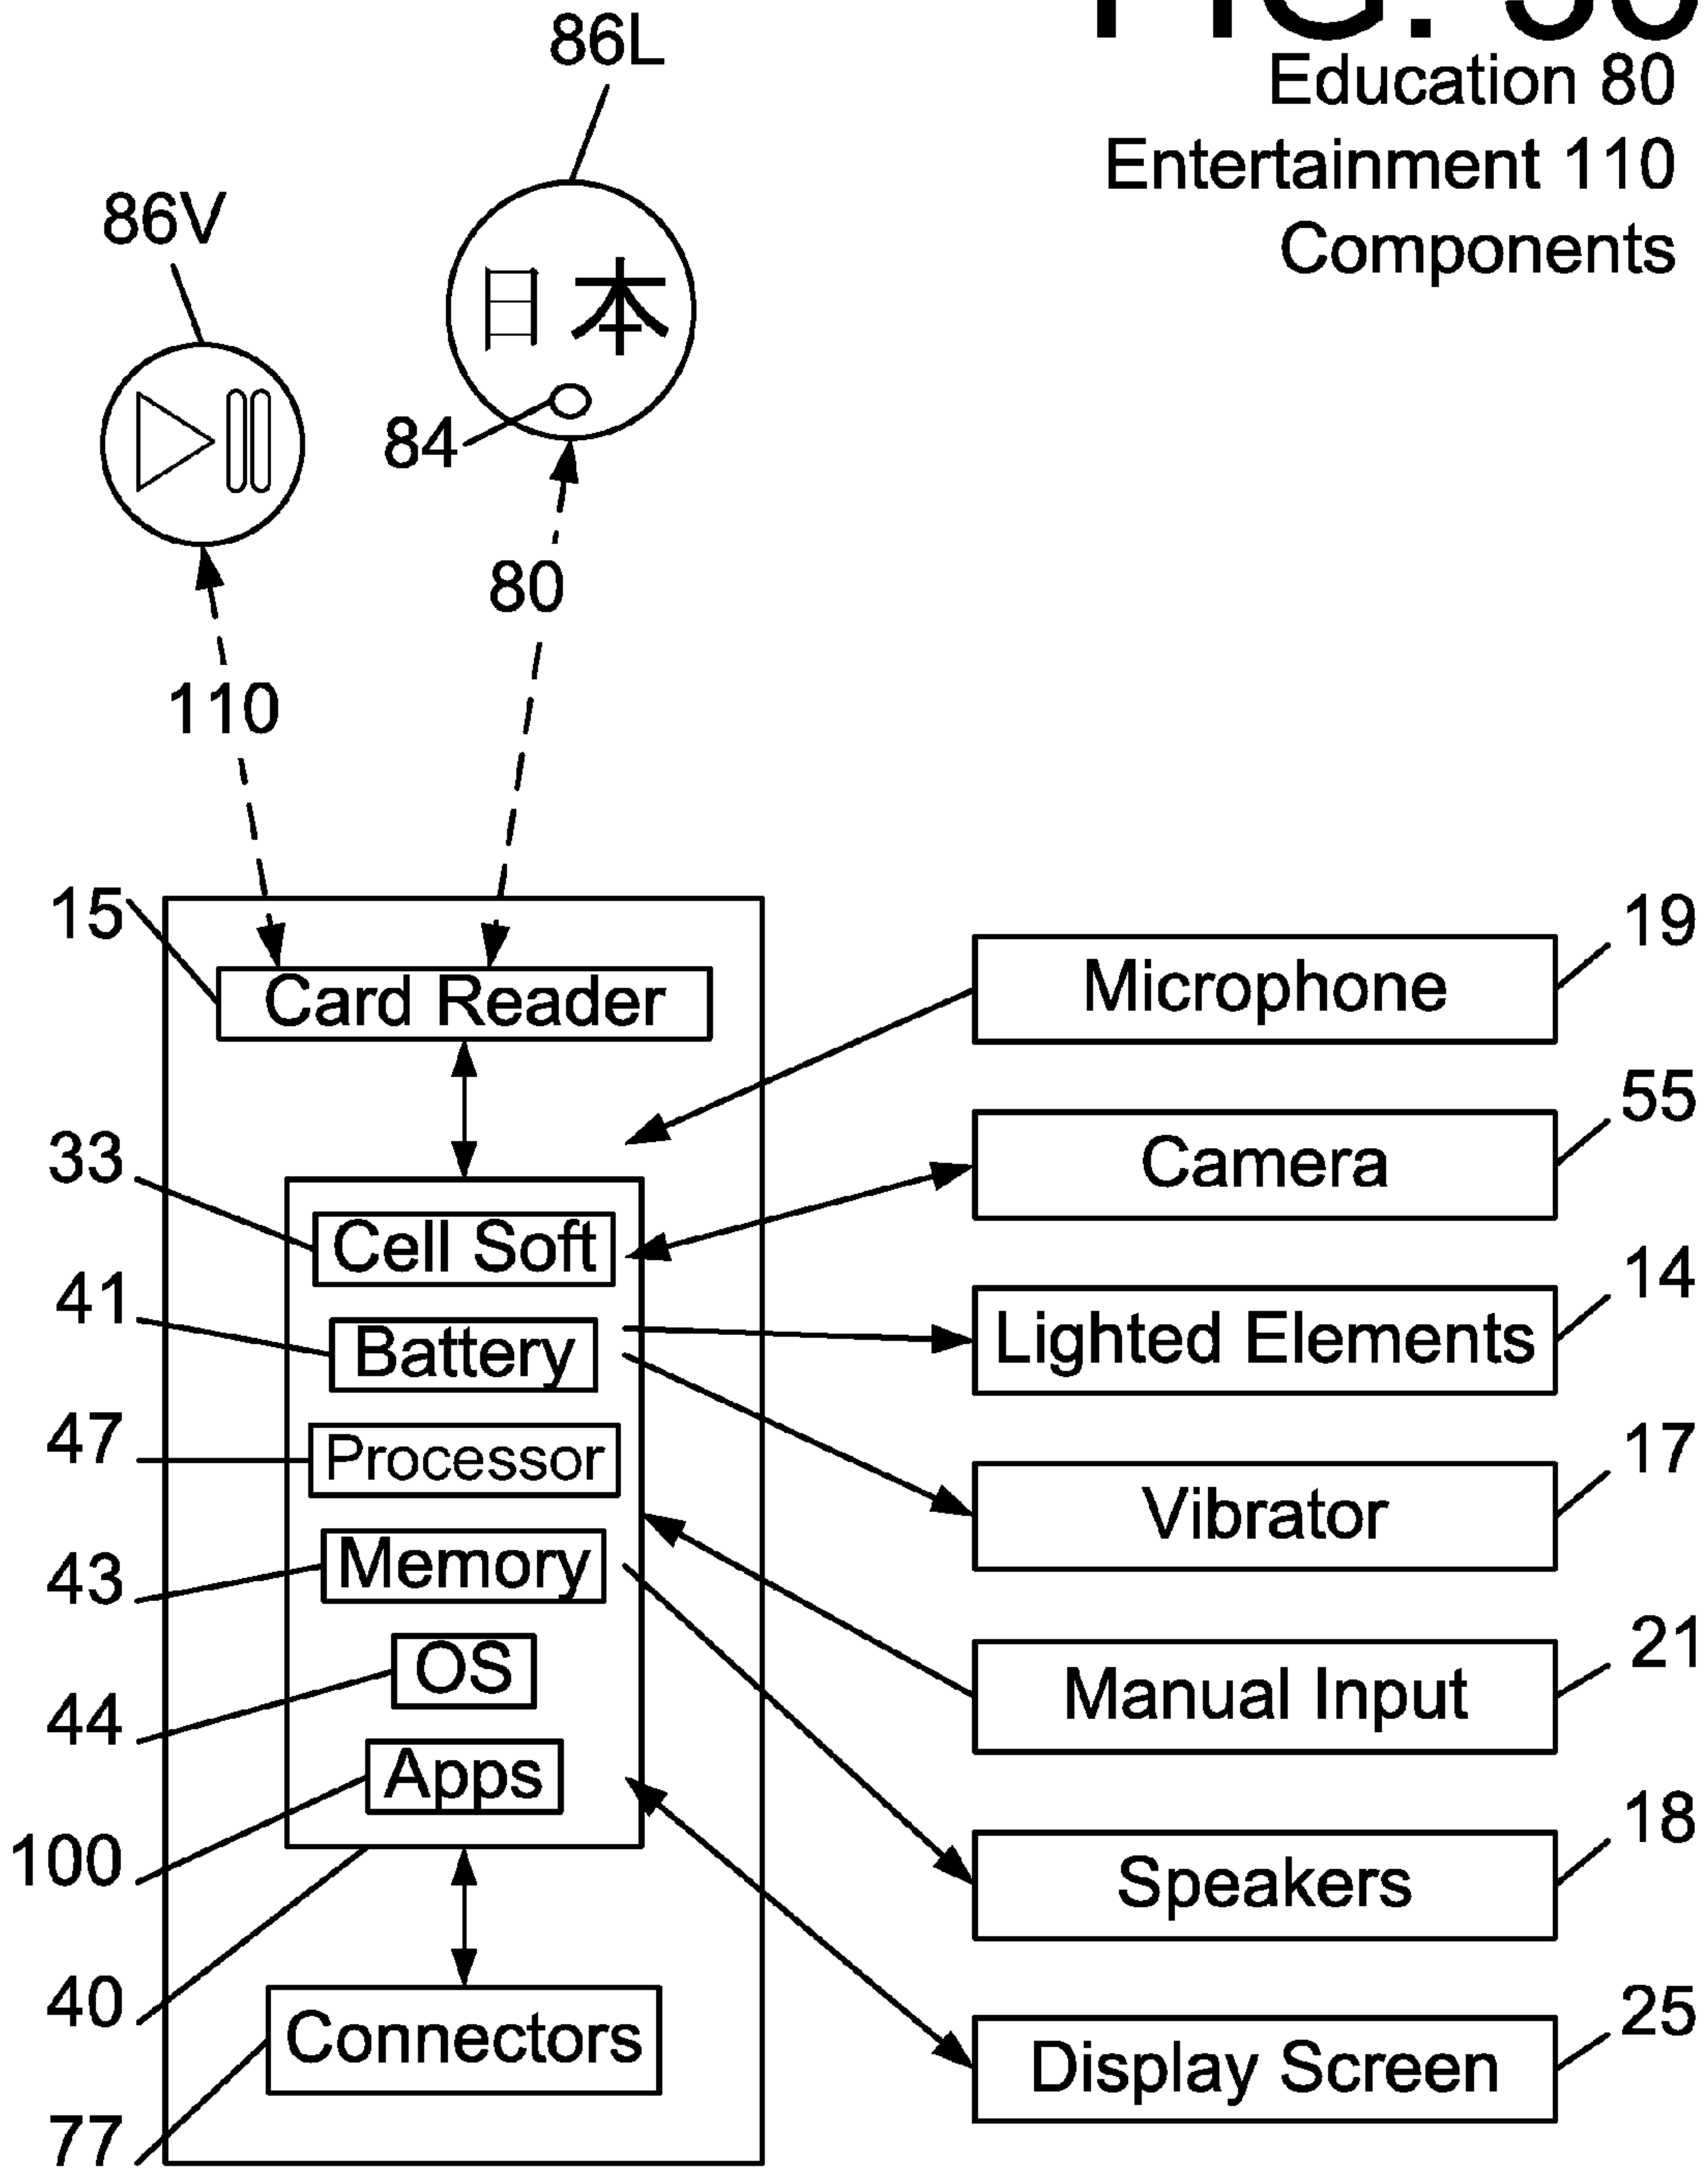 FIG.
Education 80
Entertainment 110
Components
86L
86V
日本
84
80
110
15
Card Reader
Microphone
19
Camera
55
33
Cell Soft
Lighted Elements
14
41
Battery
Vibrator
17
47
Processor
43
Memory
Manual Input
21
44
OS
100
Apps
Speakers
18
40
77
Connectors
Display Screen
25